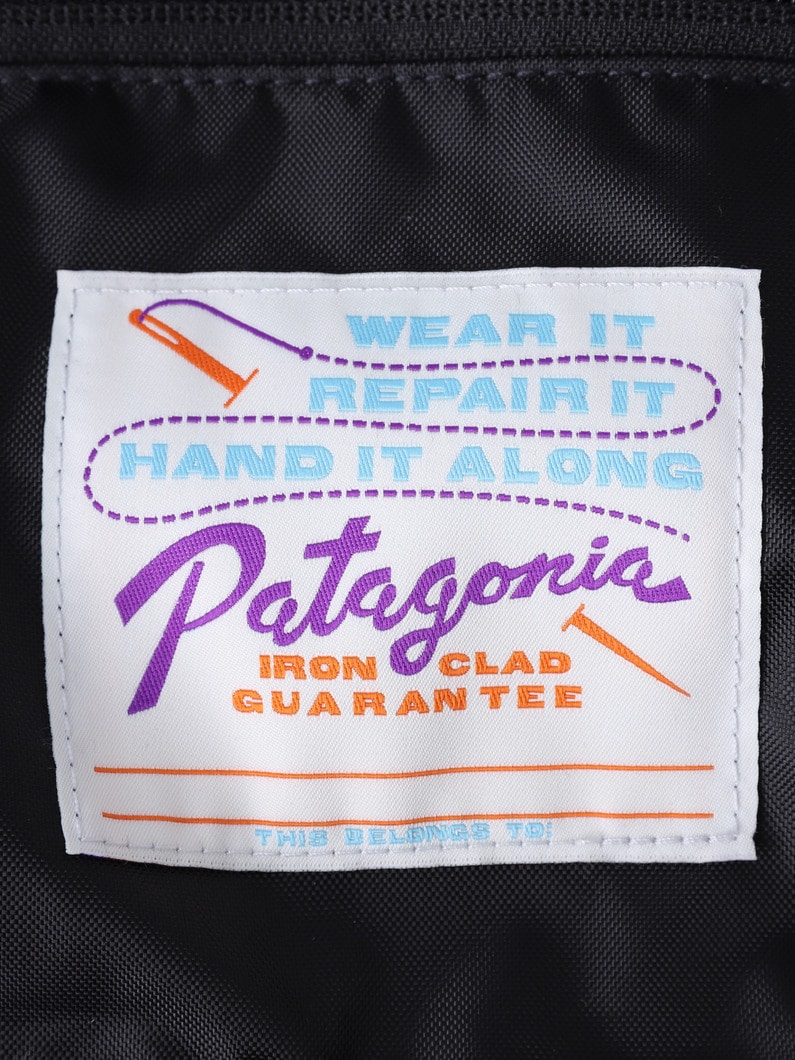 WEAR IT
REPAIR IT
HAND IT ALONG
Patagonia
IRON CLAD
GUARANTEE
THIS BELONGS TO: